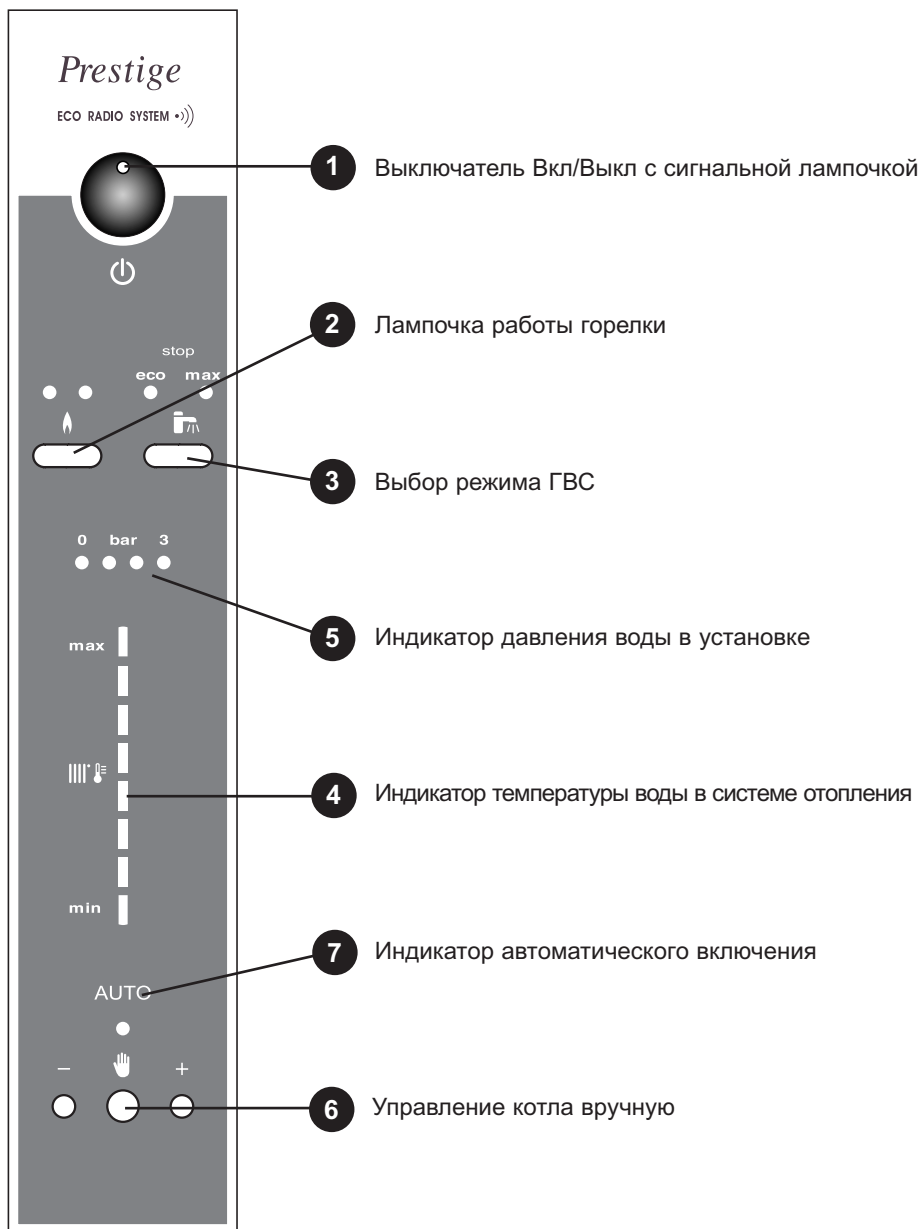 Prestige
ECO RADIO SYSTEM
1 Выключатель Вкл/Выкл с сигнальной лампочкой
2 Лампочка работы горелки
stop
eco max
3 Выбор режима ГВС
0 bar 3
5 Индикатор давления воды в установке
max
4 Индикатор температуры воды в системе отопления
min
7 Индикатор автоматического включения
AUTO
- +
6 Управление котла вручную